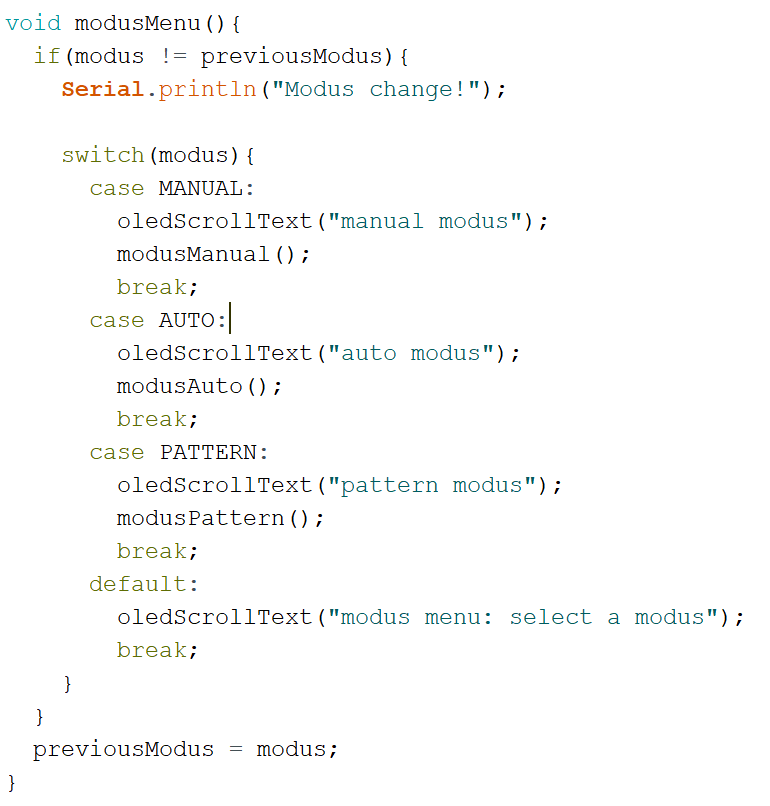 void modusMenu(){
  if(modus != previousModus){
    Serial.println("Modus change!");

    switch(modus){
      case MANUAL:
        oledScrollText("manual modus");
        modusManual();
        break;
      case AUTO:
        oledScrollText("auto modus");
        modusAuto();
        break;
      case PATTERN:
        oledScrollText("pattern modus");
        modusPattern();
        break;
      default:
        oledScrollText("modus menu: select a modus");
        break;
    }
  }
  previousModus = modus;
}